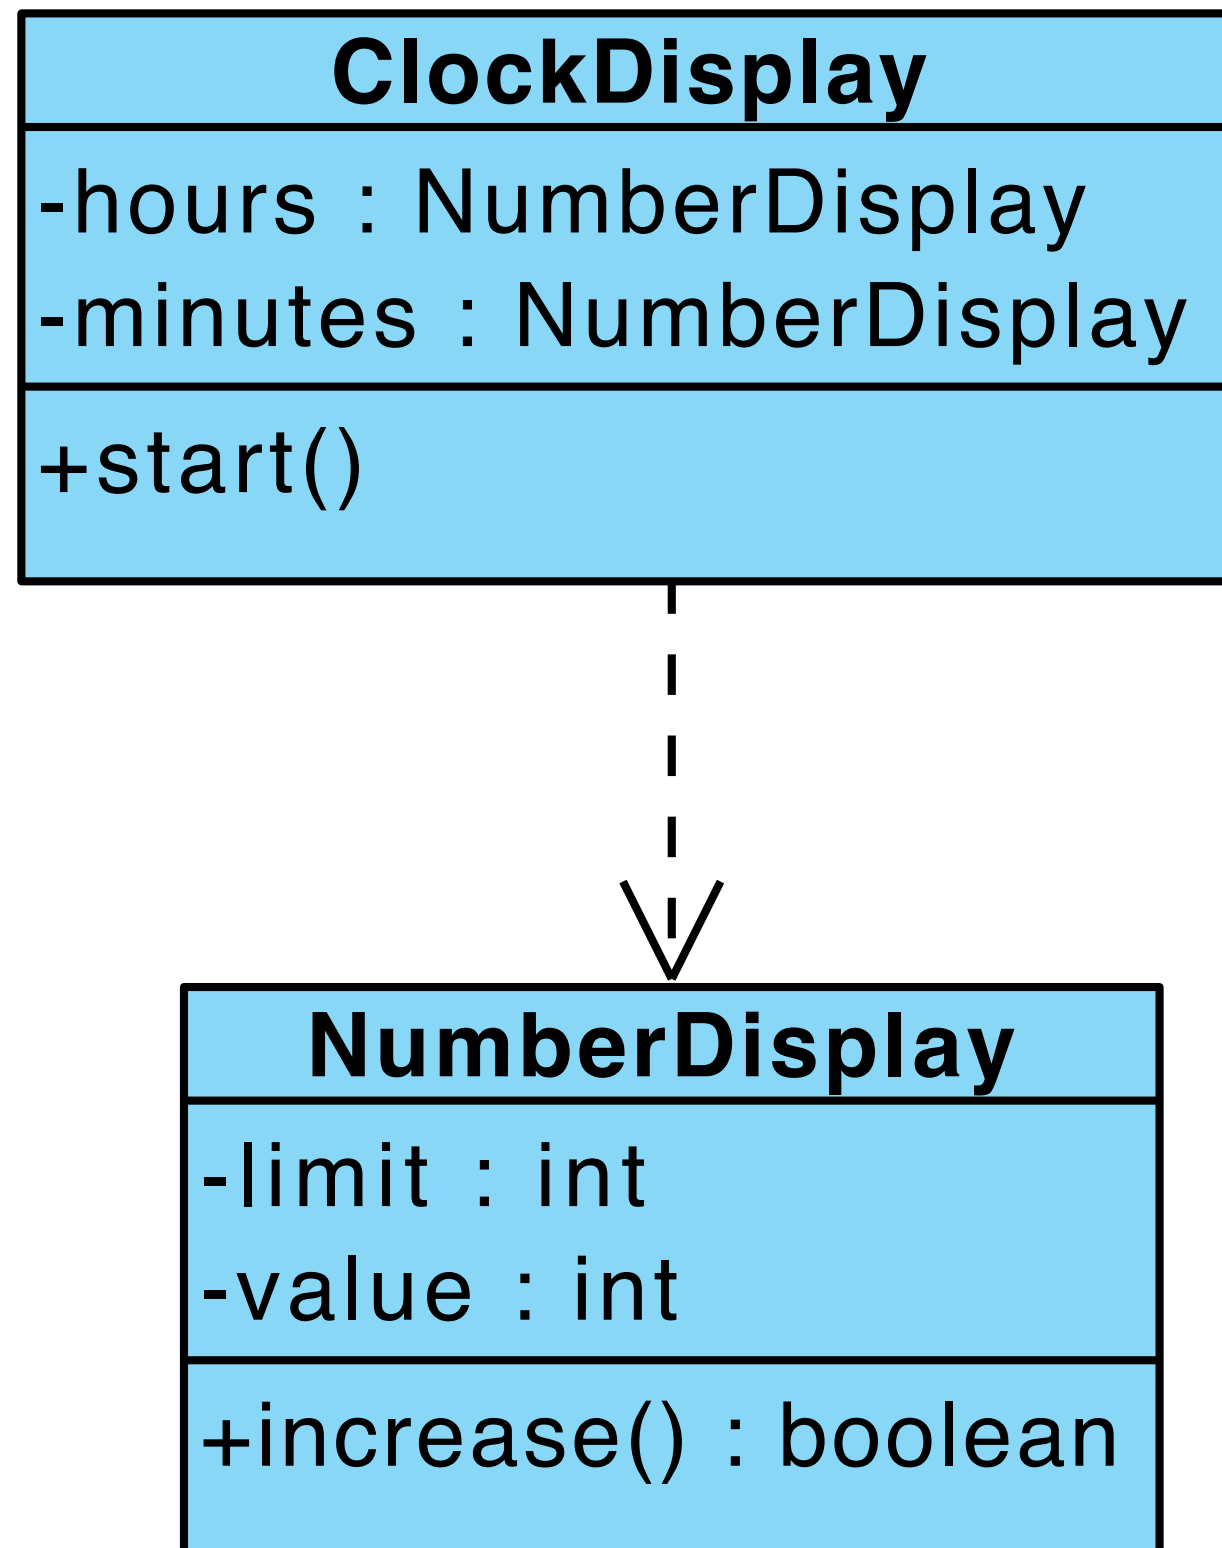 ClockDisplay
-hours : NumberDisplay
-minutes : NumberDisplay
+start()
NumberDisplay
-limit : int
-value : int
+increase() : boolean